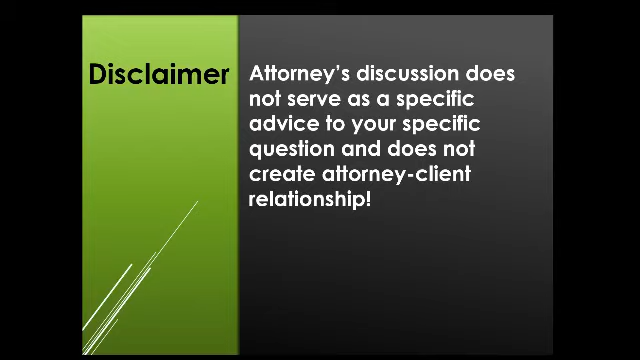 Disclaimer
Attorney's discussion does
not serve as a specific
advice to your specific
question and does not
create attorney-client
relationship!